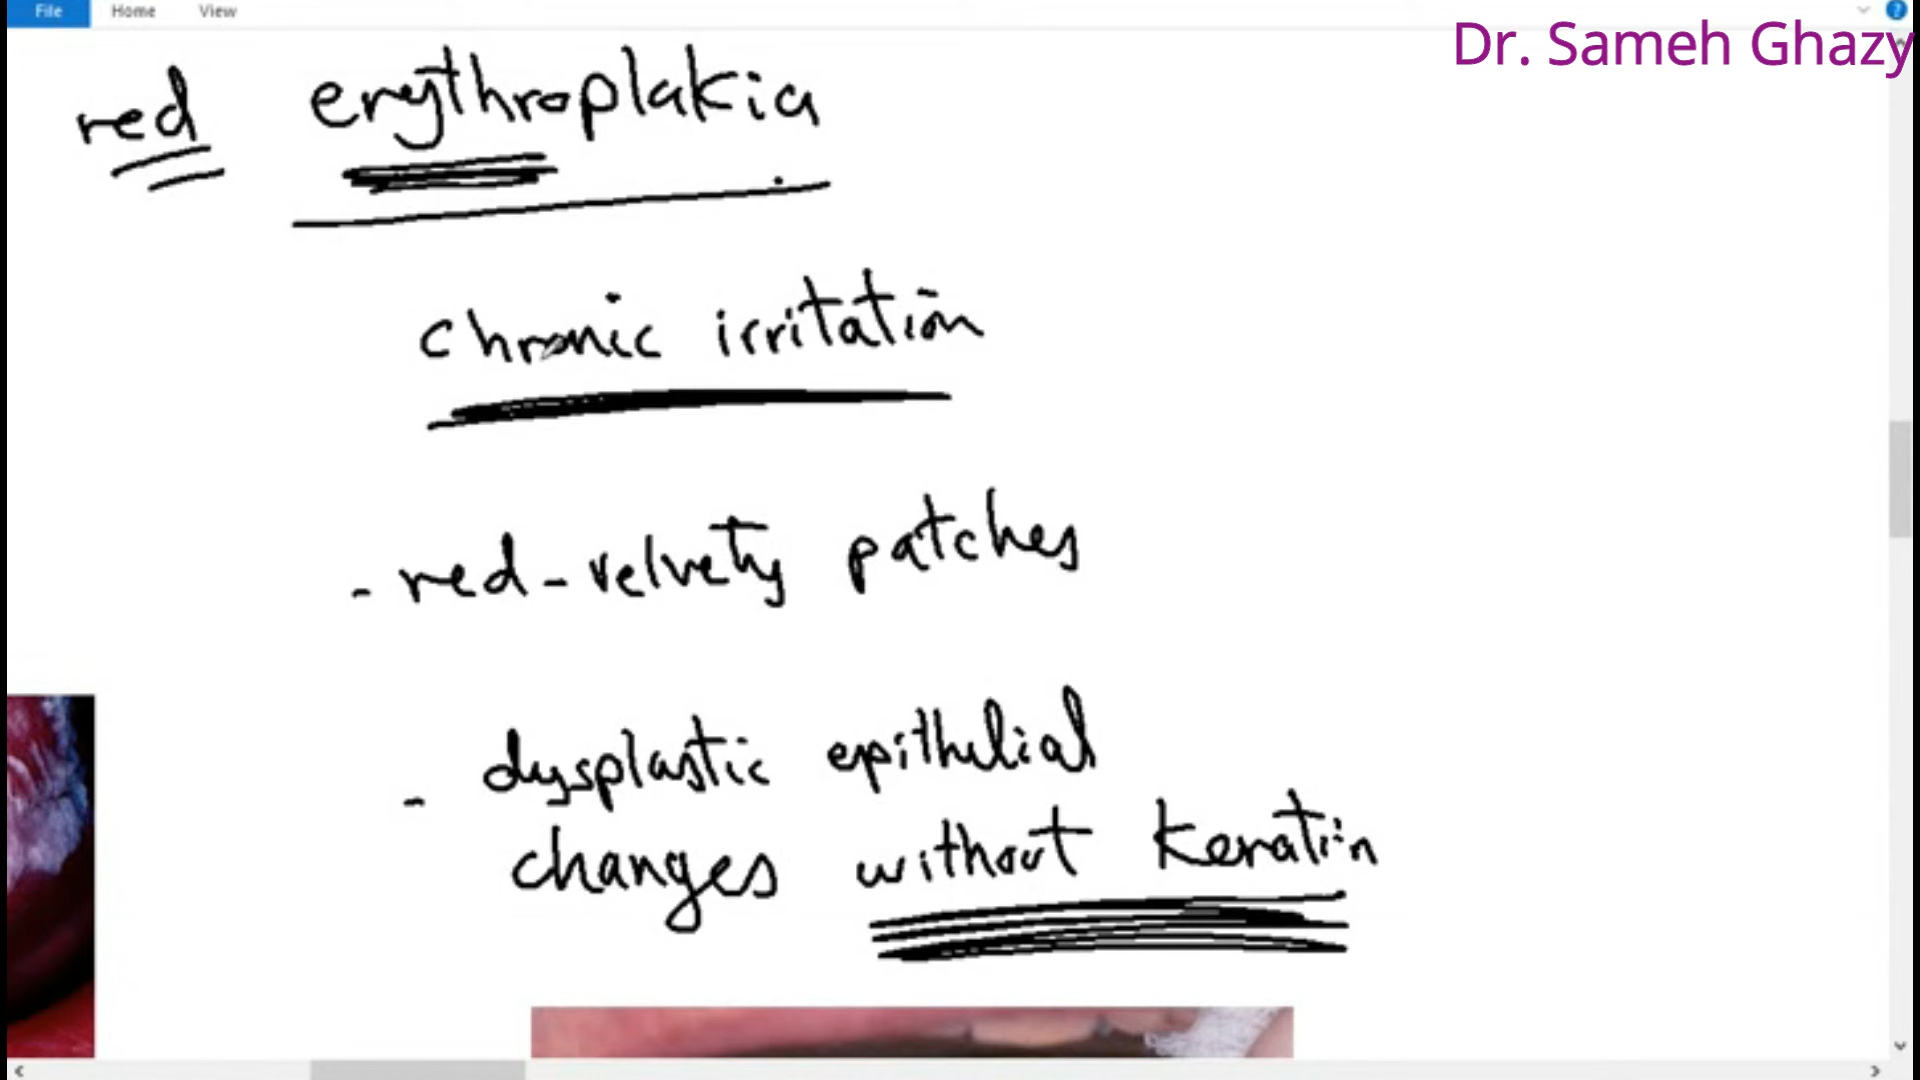 File Home View
Dr. Sameh Ghazy
red erythroplakia
chronic irritation
- red-velvety patches
- dysplastic epithelial
changes without keratin